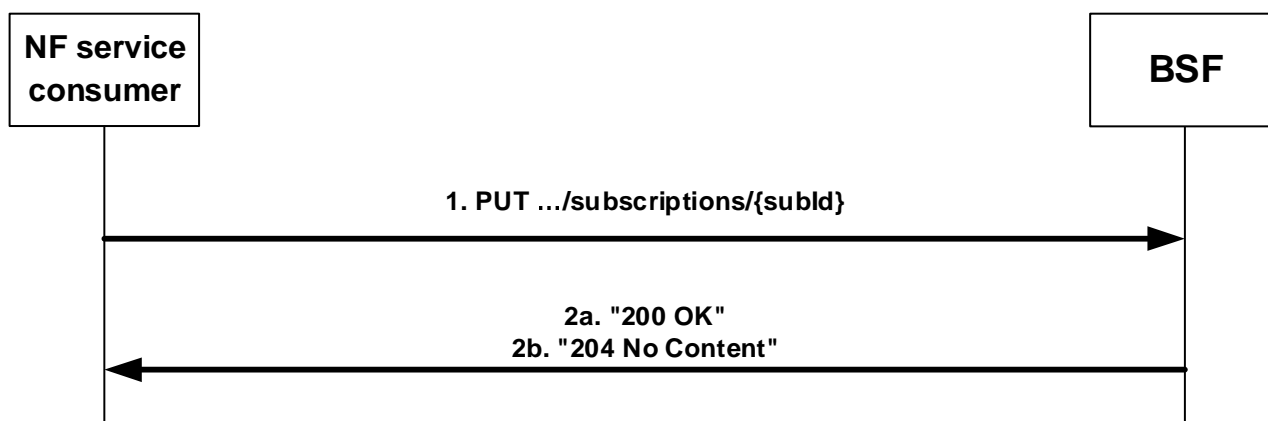 NF service
consumer
BSF
1. PUT …/subscriptions/{subId}
2a. "200 OK"
2b. "204 No Content"